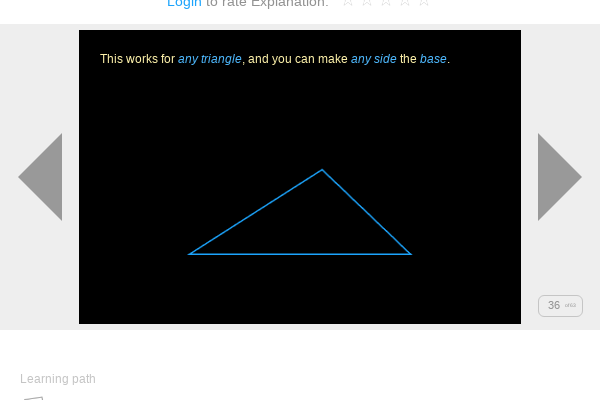 Login to rate Explanation:
This works for any triangle, and you can make any side the base.
36
Learning path